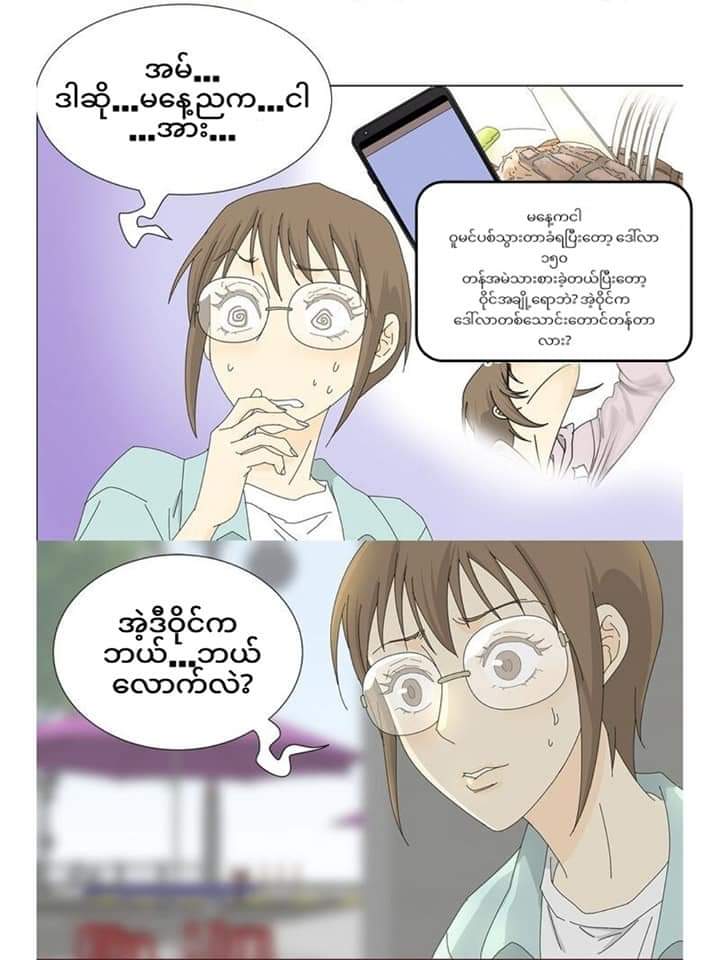 အမ်...
ဒါဆို...မနေ့ညက...ငါ
...အား...
မနေ့ကငါ
ဝူမင်ပစ်သွားတာခံရပြီးတော့ ဒေါ်လာ
၁၅၀
တန်အမဲသားစားခဲ့တယ်ပြီးတော့
ဝိုင်အချို့ရောဘဲ? အဲ့ဝိုင်က
ဒေါ်လာတစ်သောင်းတောင်တန်တာ
လား?
အဲ့ဒီဝိုင်က
ဘယ်...ဘယ်
လောက်လဲ?